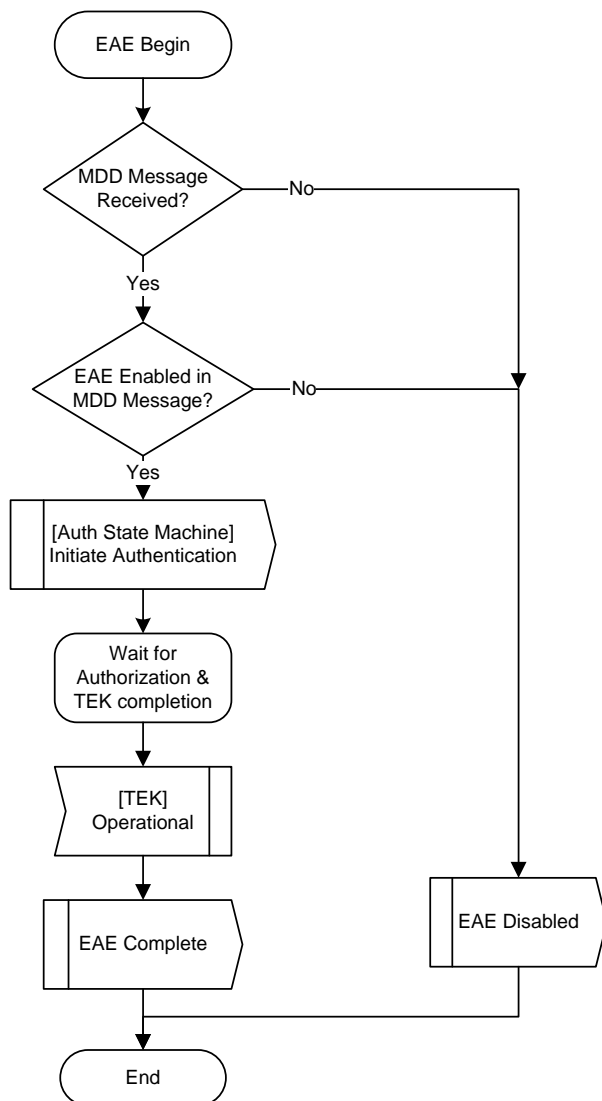 EAE Begin
MDD Message
Received?
No
Yes
EAE Enabled in
MDD Message?
No
Yes
[Auth State Machine]
Initiate Authentication
Wait for
Authorization &
TEK completion
[TEK]
Operational
EAE Complete
EAE Disabled
End